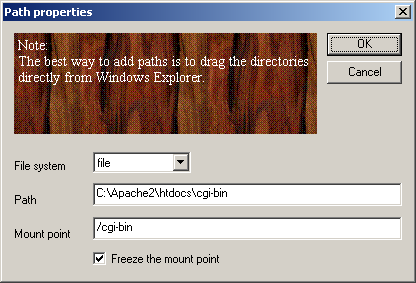 Path properties
Note:
The best way to add paths is to drag the directories
directly from Windows Explorer.
OK
Cancel
File system
file
Path
C:\Apache2\htdocs\cgi-bin
Mount point
/cgi-bin
Freeze the mount point